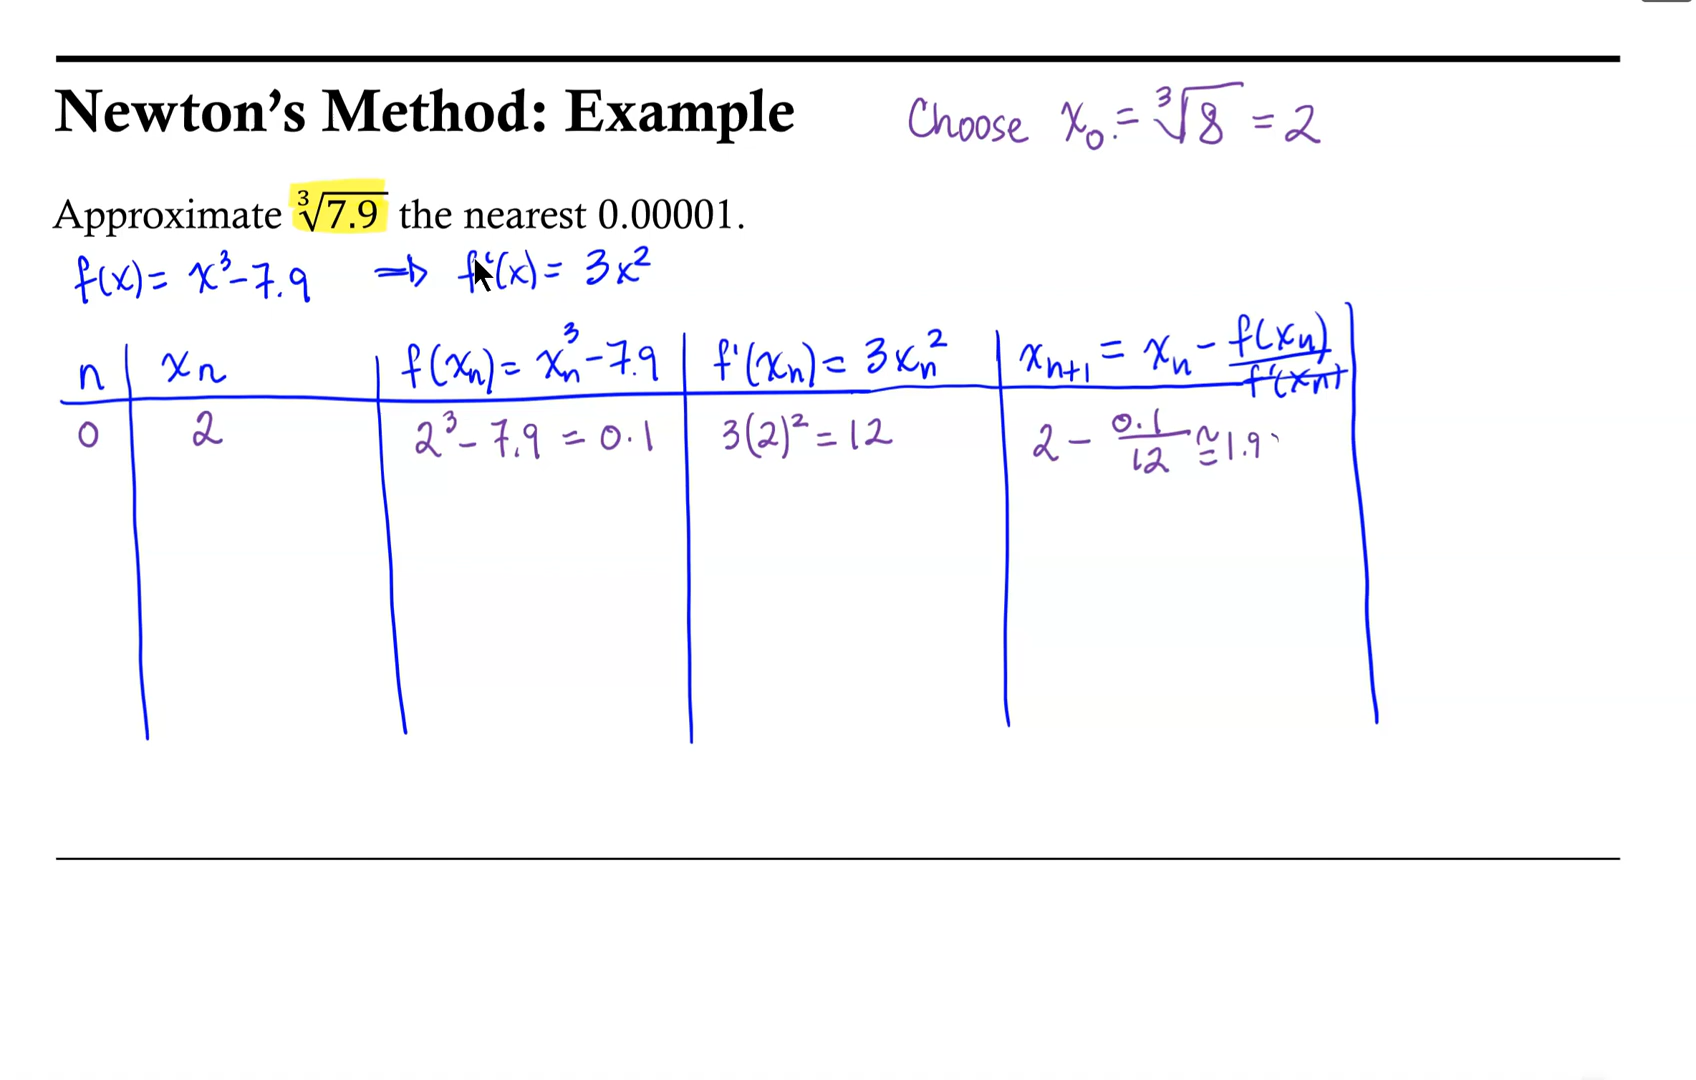 Newton's Method: Example
Choose x₀ = ∛8 = 2
Approximate ∛7.9 the nearest 0.00001.
f(x) = x³ - 7.9 ⇒ f'(x) = 3x²
n | xₙ | f(xₙ) = xₙ³ - 7.9 | f'(xₙ) = 3xₙ² | xₙ₊₁ = xₙ - f(xₙ)/f'(xₙ)
0 | 2 | 2³ - 7.9 = 0.1 | 3(2)² = 12 | 2 - 0.1/12 ≅ 1.9